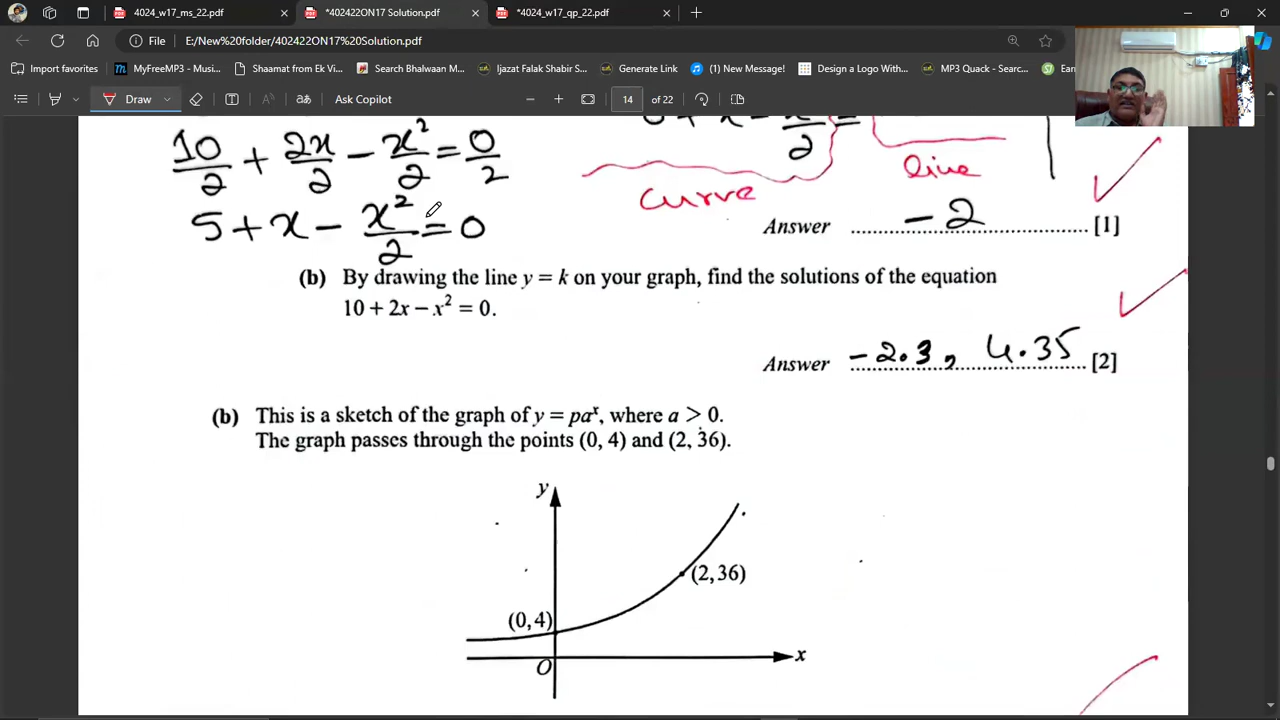 4024_w17_ms_22.pdf
*402422ON17 Solution.pdf
*4024_w17_qp_22.pdf
File E:/New%20folder/402422ON17%20Solution.pdf
Import favorites
MyFreeMP3 - Musi...
Shaamat from Ek Vi...
Search Bhalwaan M...
Ijazat Falak Shabir S...
Generate Link
(1) New Message!
Design a Logo With...
MP3 Quack - Searc...
Draw
Ask Copilot
14 of 22
10/2 + 2x/2 − x²/2 = 0/2
5 + x − x²/2 = 0
curve
line
Answer −2 [1]
(b) By drawing the line y = k on your graph, find the solutions of the equation
10 + 2x − x² = 0.
Answer −2.3, 4.35 [2]
(b) This is a sketch of the graph of y = paˣ, where a > 0.
The graph passes through the points (0, 4) and (2, 36).
y
(2, 36)
(0, 4)
O
x